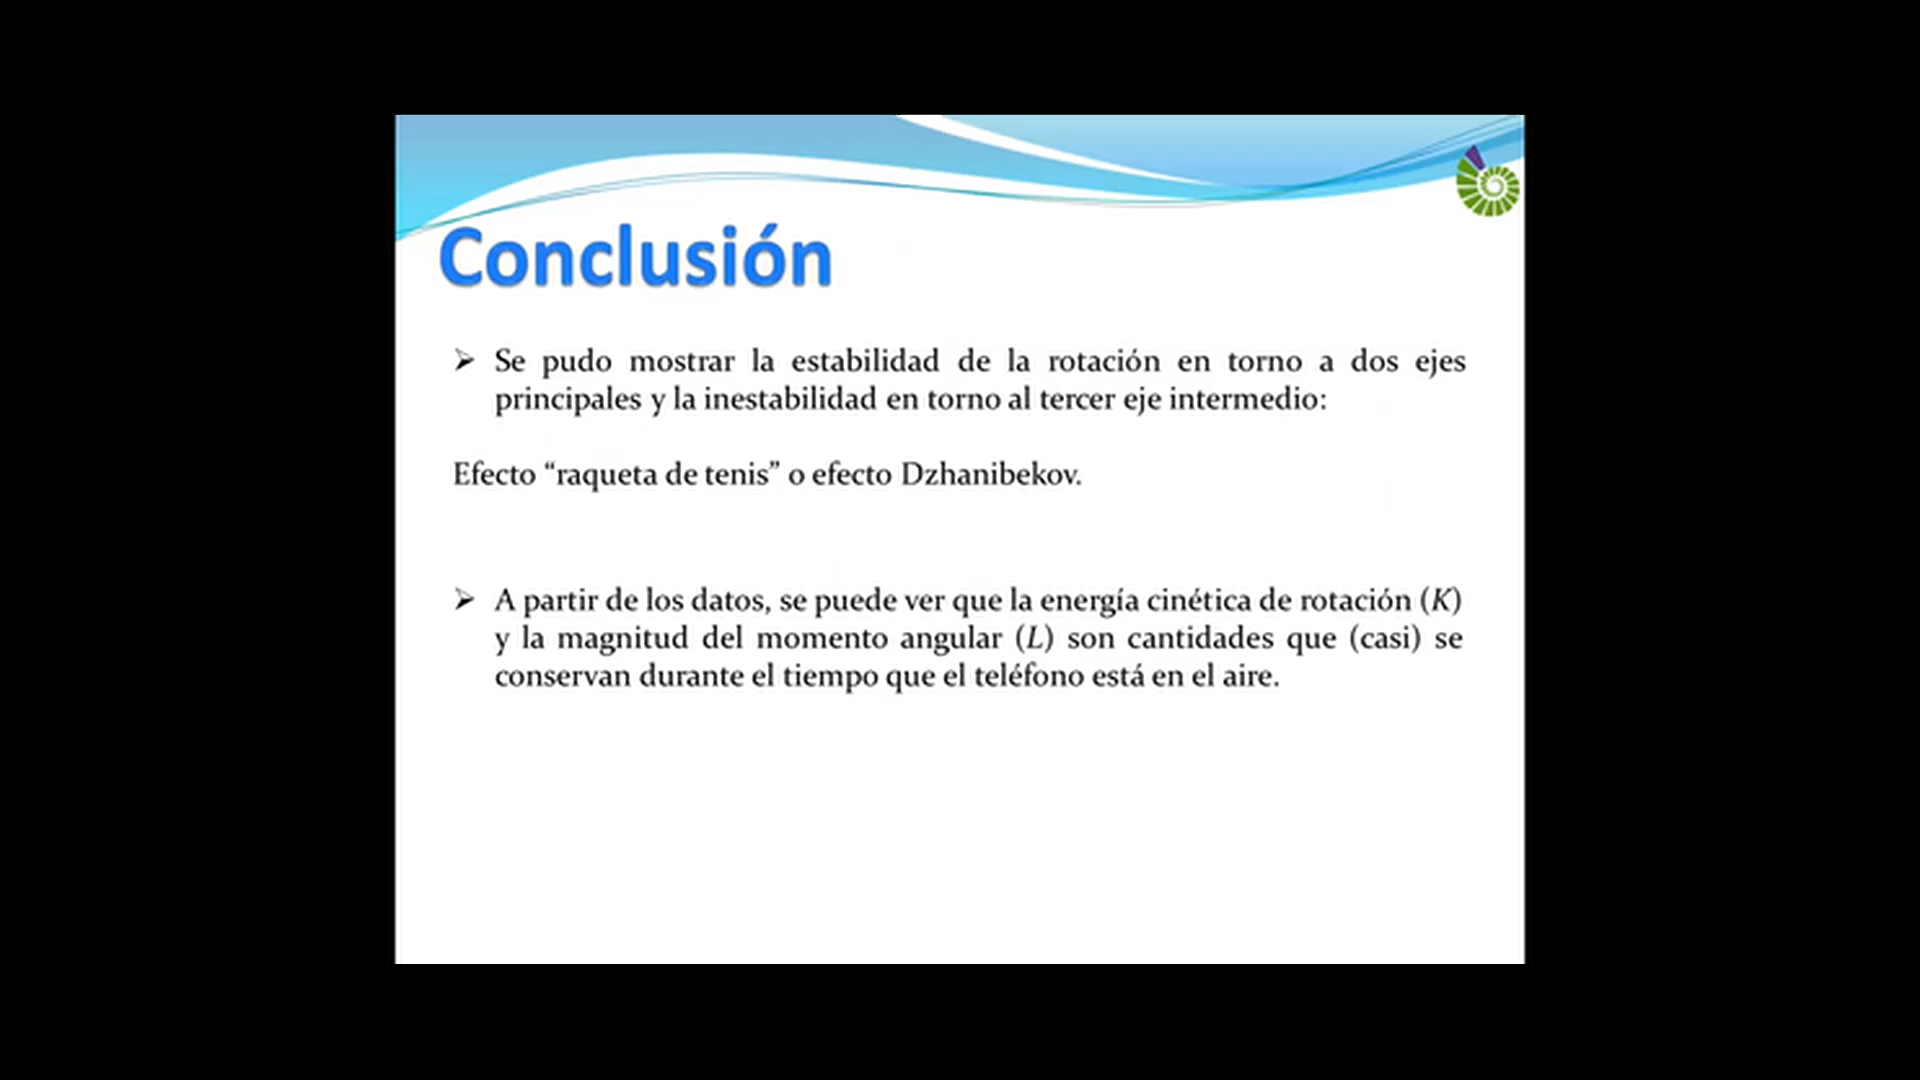 Conclusión
Se pudo mostrar la estabilidad de la rotación en torno a dos ejes
principales y la inestabilidad en torno al tercer eje intermedio:
Efecto “raqueta de tenis” o efecto Dzhanibekov.
A partir de los datos, se puede ver que la energía cinética de rotación (K)
y la magnitud del momento angular (L) son cantidades que (casi) se
conservan durante el tiempo que el teléfono está en el aire.